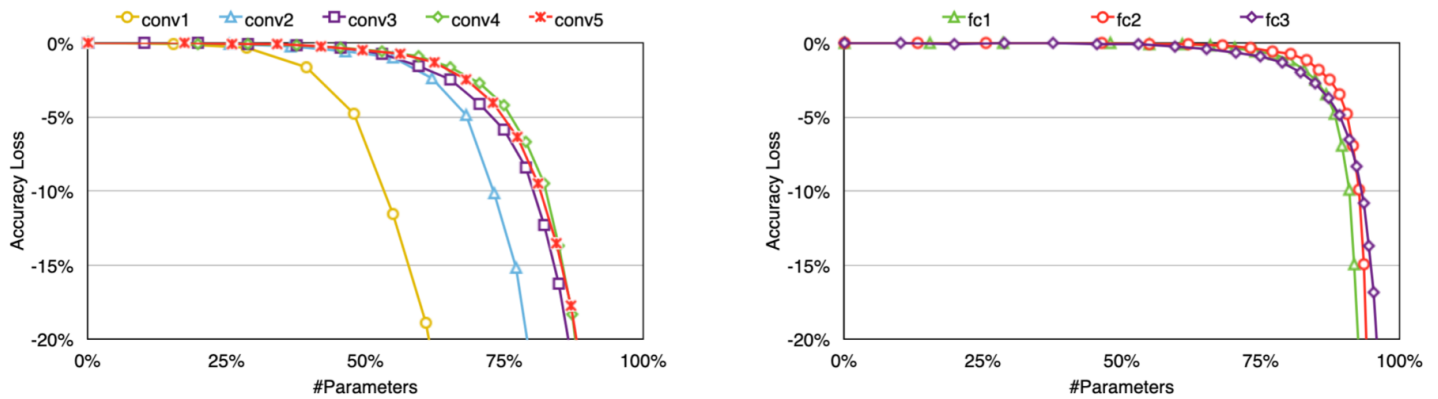 conv1 conv2 conv3 conv4 conv5
0%
-5%
-10%
-15%
-20%
Accuracy Loss
0% 25% 50% 75% 100%
#Parameters
fc1 fc2 fc3
0%
-5%
-10%
-15%
-20%
Accuracy Loss
0% 25% 50% 75% 100%
#Parameters